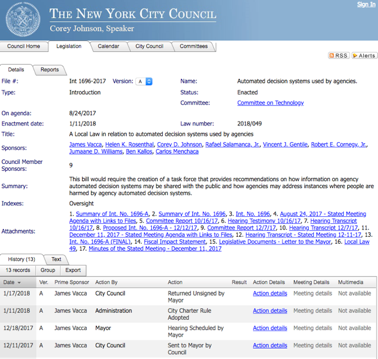 Sign In
THE NEW YORK CITY COUNCIL
Corey Johnson, Speaker
Council Home Legislation Calendar City Council Committees
RSS Alerts
Details Reports
File #: Int 1696-2017 Version: A Name: Automated decision systems used by agencies.
Type: Introduction Status: Enacted
Committee: Committee on Technology
On agenda: 8/24/2017
Enactment date: 1/11/2018 Law number: 2018/049
Title: A Local Law in relation to automated decision systems used by agencies
Sponsors: James Vacca, Helen K. Rosenthal, Corey D. Johnson, Rafael Salamanca, Jr., Vincent J. Gentile, Robert E. Cornegy, Jr.,
Jumaane D. Williams, Ben Kallos, Carlos Menchaca
Council Member
Sponsors: 9
Summary: This bill would require the creation of a task force that provides recommendations on how information on agency
automated decision systems may be shared with the public and how agencies may address instances where people are
harmed by agency automated decision systems.
Indexes: Oversight
Attachments: 1. Summary of Int. No. 1696-A, 2. Summary of Int. No. 1696, 3. Int. No. 1696, 4. August 24, 2017 - Stated Meeting
Agenda with Links to Files, 5. Committee Report 10/16/17, 6. Hearing Testimony 10/16/17, 7. Hearing Transcript
10/16/17, 8. Proposed Int. No. 1696-A - 12/12/17, 9. Committee Report 12/7/17, 10. Hearing Transcript 12/7/17, 11.
December 11, 2017 - Stated Meeting Agenda with Links to Files, 12. Hearing Transcript - Stated Meeting 12-11-17, 13.
Int. No. 1696-A (FINAL), 14. Fiscal Impact Statement, 15. Legislative Documents - Letter to the Mayor, 16. Local Law
49, 17. Minutes of the Stated Meeting - December 11, 2017
History (13) Text
13 records Group Export
Date Ver. Prime Sponsor Action By Action Result Action Details Meeting Details Multimedia
1/17/2018 A James Vacca City Council Returned Unsigned by Mayor Action details Meeting details Not available
1/11/2018 A James Vacca Administration City Charter Rule Adopted Action details Meeting details Not available
12/18/2017 A James Vacca Mayor Hearing Scheduled by Mayor Action details Meeting details Not available
12/11/2017 A James Vacca City Council Sent to Mayor by Council Action details Meeting details Not available